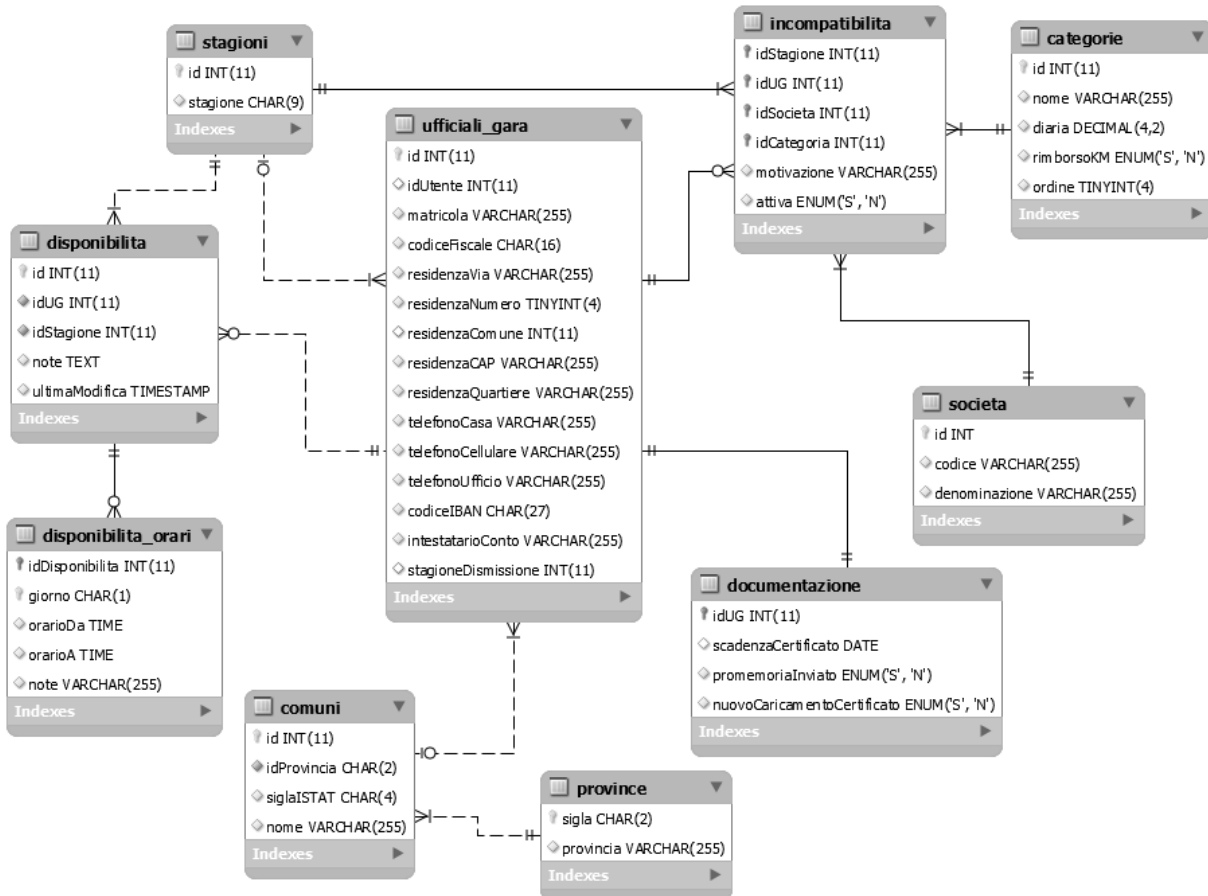 stagioni
id INT(11)
stagione CHAR(9)
Indexes
incompatibilita
idStagione INT(11)
idUG INT(11)
idSocieta INT(11)
idCategoria INT(11)
motivazione VARCHAR(255)
attiva ENUM('S', 'N')
Indexes
categorie
id INT(11)
nome VARCHAR(255)
diaria DECIMAL(4,2)
rimborsoKM ENUM('S', 'N')
ordine TINYINT(4)
Indexes
ufficiali_gara
id INT(11)
idUtente INT(11)
matricola VARCHAR(255)
codiceFiscale CHAR(16)
residenzaVia VARCHAR(255)
residenzaNumero TINYINT(4)
residenzaComune INT(11)
residenzaCAP VARCHAR(255)
residenzaQuartiere VARCHAR(255)
telefonoCasa VARCHAR(255)
telefonoCellulare VARCHAR(255)
telefonoUfficio VARCHAR(255)
codiceIBAN CHAR(27)
intestatarioConto VARCHAR(255)
stagioneDismissione INT(11)
Indexes
disponibilita
id INT(11)
idUG INT(11)
idStagione INT(11)
note TEXT
ultimaModifica TIMESTAMP
Indexes
societa
id INT
codice VARCHAR(255)
denominazione VARCHAR(255)
Indexes
disponibilita_orari
idDisponibilita INT(11)
giorno CHAR(1)
orarioDa TIME
orarioA TIME
note VARCHAR(255)
Indexes
documentazione
idUG INT(11)
scadenzaCertificato DATE
promemoriaInviato ENUM('S', 'N')
nuovoCaricamentoCertificato ENUM('S', 'N')
Indexes
comuni
id INT(11)
idProvincia CHAR(2)
siglaISTAT CHAR(4)
nome VARCHAR(255)
Indexes
province
sigla CHAR(2)
provincia VARCHAR(255)
Indexes